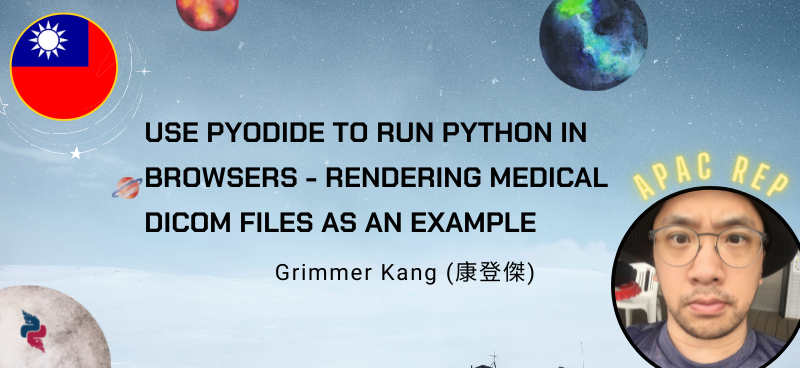 USE PYODIDE TO RUN PYTHON IN
BROWSERS - RENDERING MEDICAL
DICOM FILES AS AN EXAMPLE
Grimmer Kang (康登傑)
APAC REP